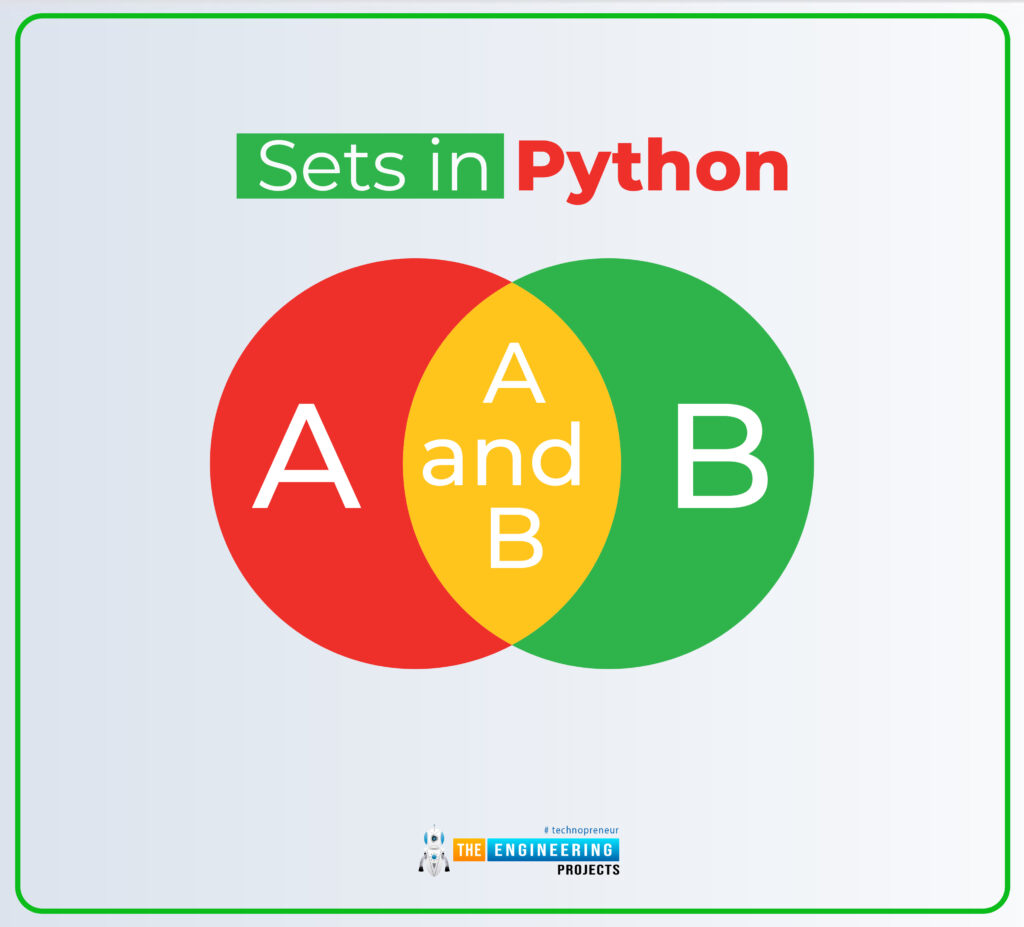 Sets in Python
A
A
and
B
B
# technopreneur
THE ENGINEERING
PROJECTS